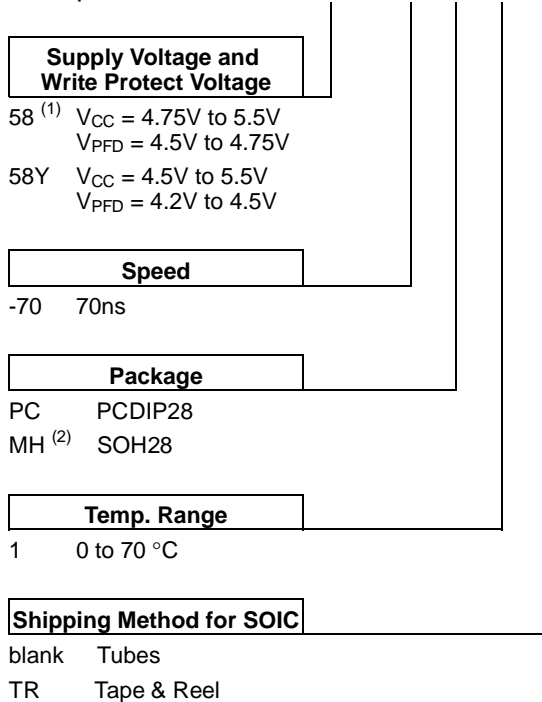 Supply Voltage and
Write Protect Voltage
58 (1) VCC = 4.75V to 5.5V
VPFD = 4.5V to 4.75V
58Y VCC = 4.5V to 5.5V
VPFD = 4.2V to 4.5V
Speed
-70 70ns
Package
PC PCDIP28
MH (2) SOH28
Temp. Range
1 0 to 70 °C
Shipping Method for SOIC
blank Tubes
TR Tape & Reel